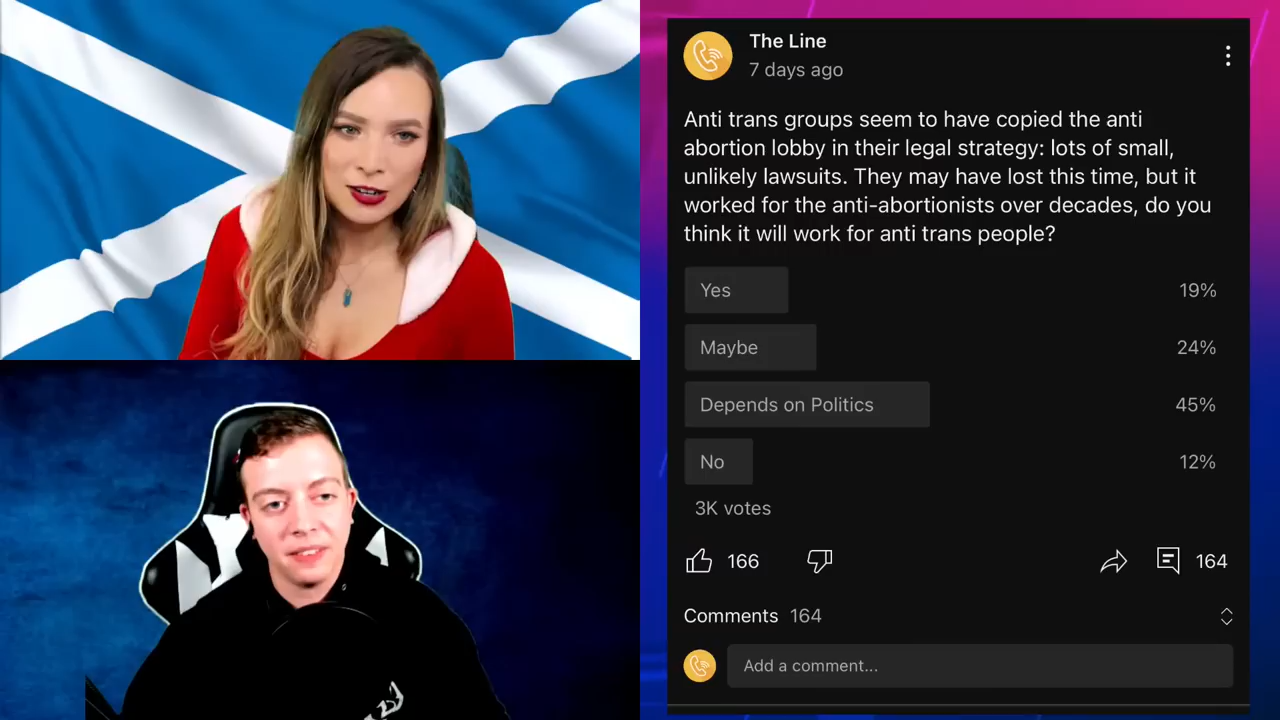 The Line
7 days ago
Anti trans groups seem to have copied the anti
abortion lobby in their legal strategy: lots of small,
unlikely lawsuits. They may have lost this time, but it
worked for the anti-abortionists over decades, do you
think it will work for anti trans people?
Yes 19%
Maybe 24%
Depends on Politics 45%
No 12%
3K votes
166 164
Comments 164
Add a comment...